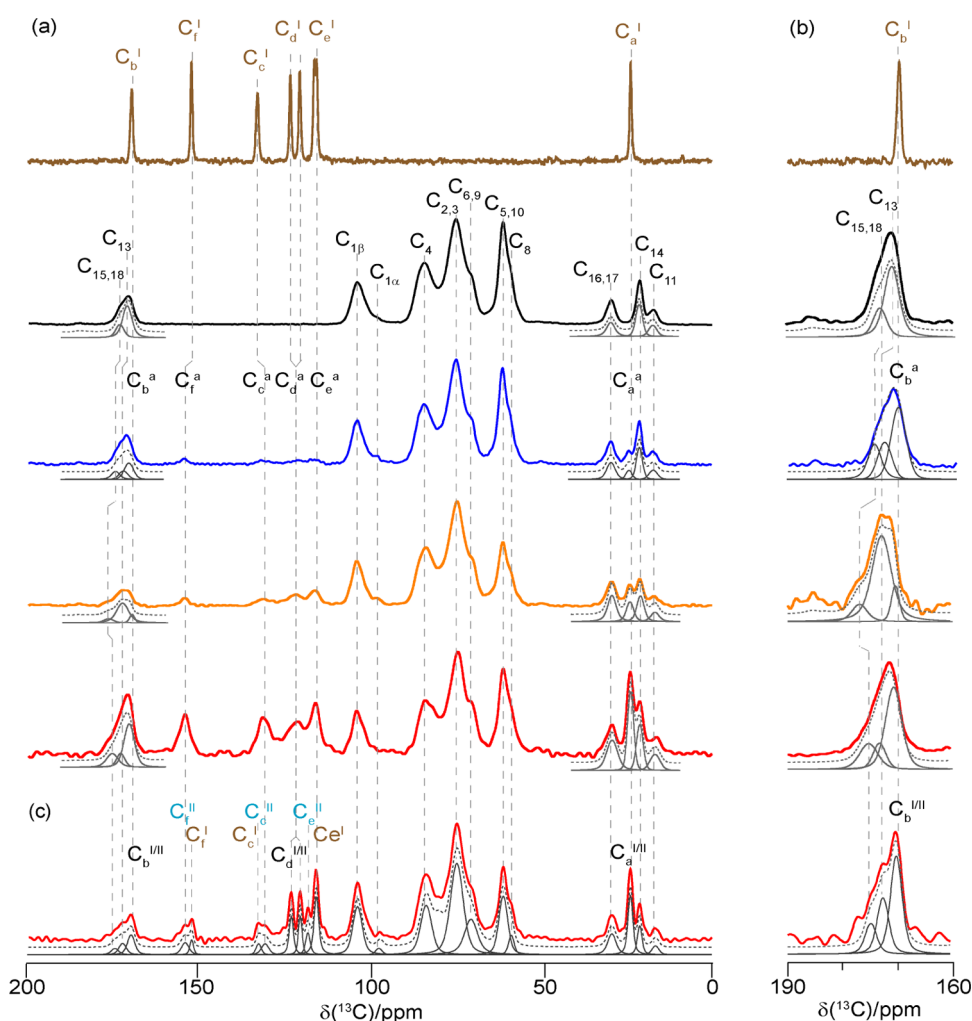 (a)
C_b^I
C_f^I
C_c^I
C_d^I
C_e^I
C_a^I
(b)
C_b^I
C_15,18
C_13
C_1β
C_1α
C_4
C_2,3
C_6,9
C_5,10
C_8
C_16,17
C_14
C_11
C_15,18
C_13
C_b^a
C_f^a
C_c^a
C_d^a
C_e^a
C_a^a
C_b^a
(c)
C_b^I/II
C_f^II
C_f^I
C_c^I
C_d^II
C_d^I/II
C_e^II
Ce^I
C_a^I/II
C_b^I/II
200 150 100 50 0
δ(¹³C)/ppm
190 160
δ(¹³C)/ppm